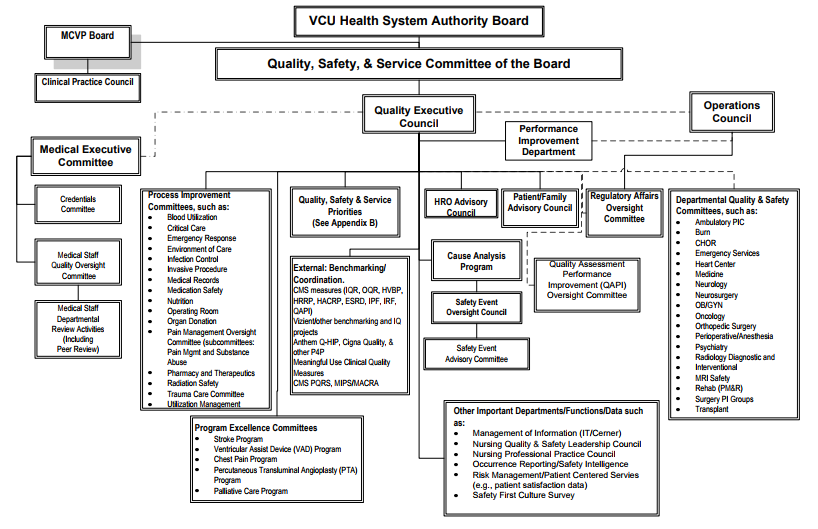 VCU Health System Authority Board
MCVP Board
Quality, Safety, & Service Committee of the Board
Clinical Practice Council
Quality Executive
Council
Operations
Council
Performance
Improvement
Department
Medical Executive
Committee
Credentials
Committee
Medical Staff
Quality Oversight
Committee
Medical Staff
Departmental
Review Activities
(Including
Peer Review)
Process Improvement
Committees, such as:
• Blood Utilization
• Critical Care
• Emergency Response
• Environment of Care
• Infection Control
• Invasive Procedure
• Medical Records
• Medication Safety
• Nutrition
• Operating Room
• Organ Donation
• Pain Management Oversight
Committee (subcommittees:
Pain Mgmt and Substance
Abuse
• Pharmacy and Therapeutics
• Radiation Safety
• Trauma Care Committee
• Utilization Management
Quality, Safety & Service
Priorities
(See Appendix B)
External: Benchmarking/
Coordination.
CMS measures (IQR, OQR, HVBP,
HRRP, HACRP, ESRD, IPF, IRF,
QAPI)
Vizient/other benchmarking and IQ
projects
Anthem Q-HIP, Cigna Quality, &
other P4P
Meaningful Use Clinical Quality
Measures
CMS PQRS, MIPS/MACRA
HRO Advisory
Council
Patient/Family
Advisory Council
Regulatory Affairs
Oversight
Committee
Cause Analysis
Program
Safety Event
Oversight Council
Safety Event
Advisory Committee
Quality Assessment
Performance
Improvement (QAPI)
Oversight Committee
Departmental Quality & Safety
Committees, such as:
• Ambulatory PIC
• Burn
• CHOR
• Emergency Services
• Heart Center
• Medicine
• Neurology
• Neurosurgery
• OB/GYN
• Oncology
• Orthopedic Surgery
• Perioperative/Anesthesia
• Psychiatry
• Radiology Diagnostic and
• Interventional
• MRI Safety
• Rehab (PM&R)
• Surgery PI Groups
• Transplant
Program Excellence Committees
• Stroke Program
• Ventricular Assist Device (VAD) Program
• Chest Pain Program
• Percutaneous Transluminal Angioplasty (PTA)
Program
• Palliative Care Program
Other Important Departments/Functions/Data such
as:
• Management of Information (IT/Cerner)
• Nursing Quality & Safety Leadership Council
• Nursing Professional Practice Council
• Occurrence Reporting/Safety Intelligence
• Risk Management/Patient Centered Servies
(e.g., patient satisfaction data)
• Safety First Culture Survey